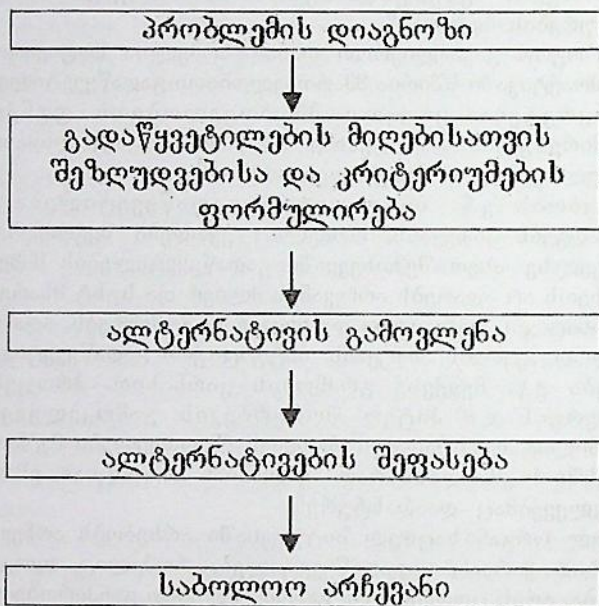 პრობლემის დიაგნოზი
გადაწყვეტილების მიღებისათვის
შეზღუდვებისა და კრიტერიუმების
ფორმულირება
ალტერნატივის გამოვლენა
ალტერნატივების შეფასება
საბოლოო არჩევანი